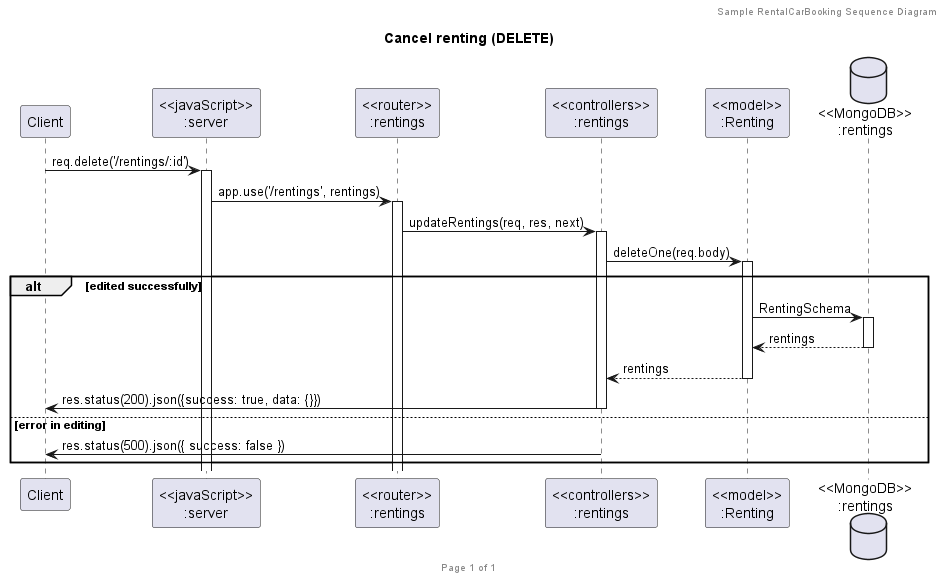 Sample RentalCarBooking Sequence Diagram
Cancel renting (DELETE)
Client
<<javaScript>>
:server
<<router>>
:rentings
<<controllers>>
:rentings
<<model>>
:Renting
<<MongoDB>>
:rentings
req.delete('/rentings/:id')
app.use('/rentings', rentings)
updateRentings(req, res, next)
deleteOne(req.body)
alt
[edited successfully]
RentingSchema
rentings
rentings
res.status(200).json({success: true, data: {}})
[error in editing]
res.status(500).json({ success: false })
Client
<<javaScript>>
:server
<<router>>
:rentings
<<controllers>>
:rentings
<<model>>
:Renting
<<MongoDB>>
:rentings
Page 1 of 1